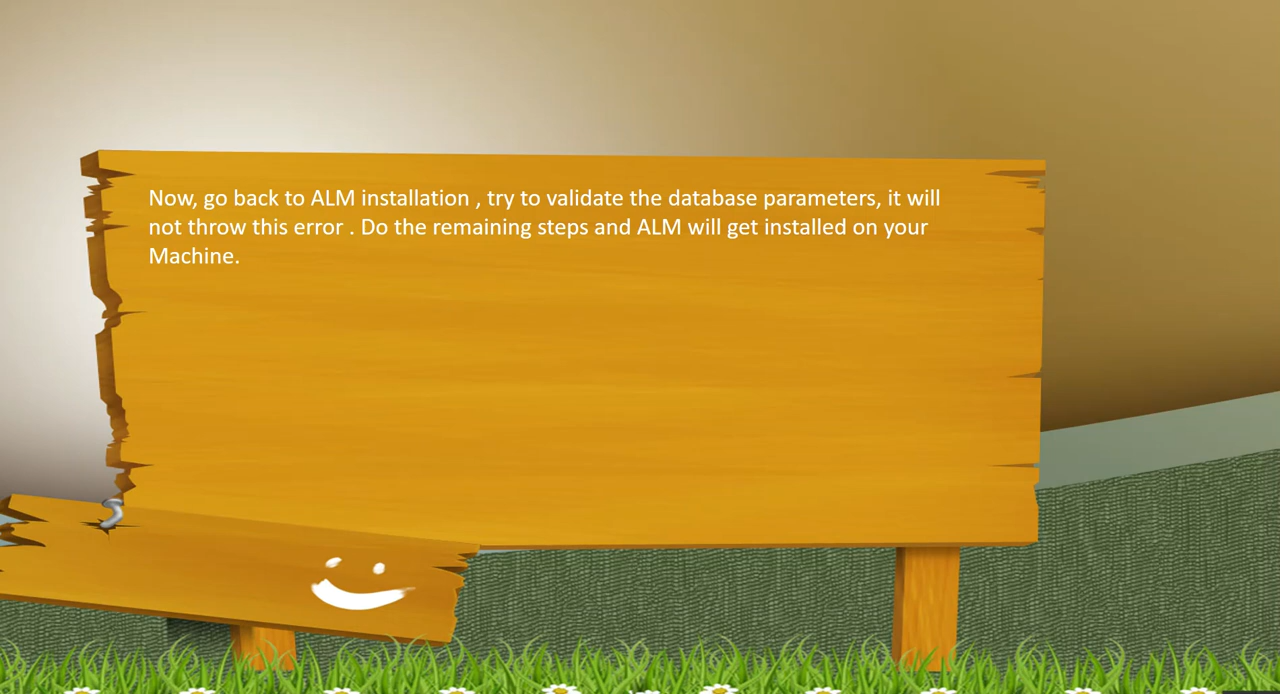 Now, go back to ALM installation , try to validate the database parameters, it will
not throw this error . Do the remaining steps and ALM will get installed on your
Machine.